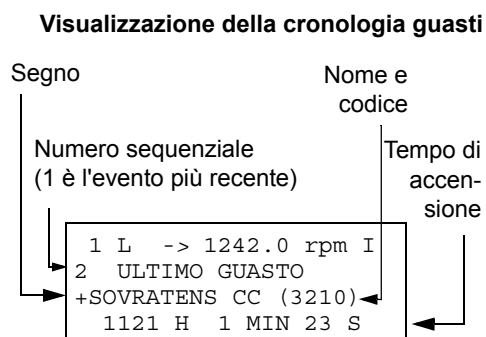 Visualizzazione della cronologia guasti
Segno
Nome e
codice
Numero sequenziale
(1 è l'evento più recente)
Tempo di
accen-
sione
1 L -> 1242.0 rpm I
2 ULTIMO GUASTO
+SOVRATENS CC (3210)
1121 H 1 MIN 23 S